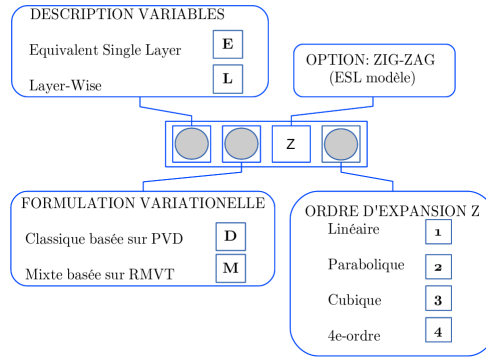 DESCRIPTION VARIABLES
Equivalent Single Layer E
Layer-Wise L
OPTION: ZIG-ZAG
(ESL modèle)
Z
FORMULATION VARIATIONELLE
Classique basée sur PVD D
Mixte basée sur RMVT M
ORDRE D'EXPANSION Z
Linéaire 1
Parabolique 2
Cubique 3
4e-ordre 4